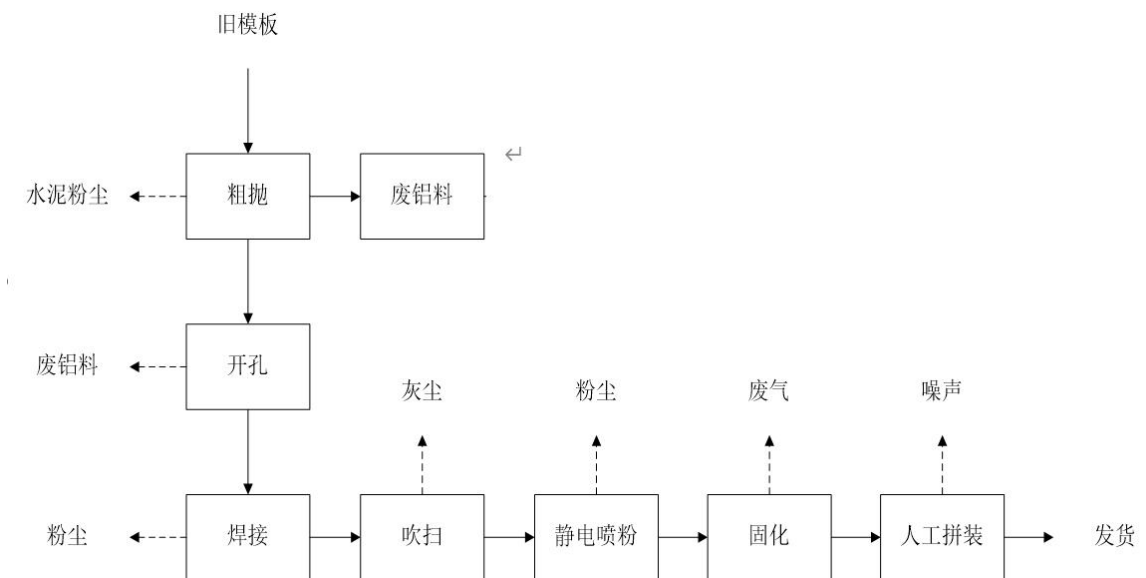 旧模板
水泥粉尘
粗抛
废铝料
废铝料
开孔
灰尘
粉尘
废气
噪声
粉尘
焊接
吹扫
静电喷粉
固化
人工拼装
发货